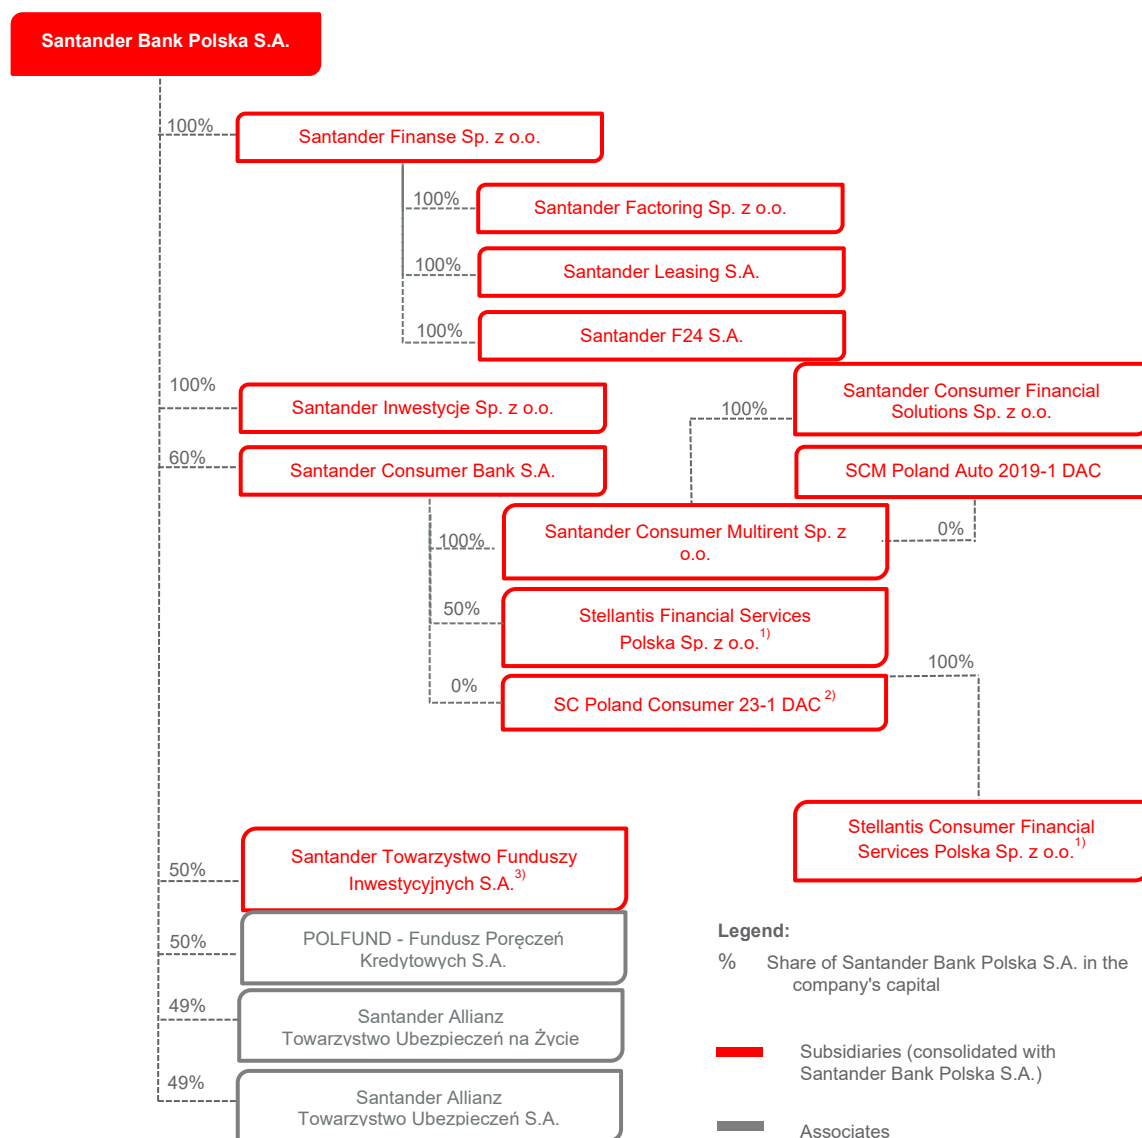 Santander Bank Polska S.A.
100%
Santander Finanse Sp. z o.o.
100%
Santander Factoring Sp. z o.o.
100%
Santander Leasing S.A.
100%
Santander F24 S.A.
100%
Santander Inwestycje Sp. z o.o.
100%
Santander Consumer Financial
Solutions Sp. z o.o.
60%
Santander Consumer Bank S.A.
SCM Poland Auto 2019-1 DAC
100%
Santander Consumer Multirent Sp. z
o.o.
0%
50%
Stellantis Financial Services
Polska Sp. z o.o.1)
0%
SC Poland Consumer 23-1 DAC 2)
100%
Stellantis Consumer Financial
Services Polska Sp. z o.o.1)
50%
Santander Towarzystwo Funduszy
Inwestycyjnych S.A.3)
50%
POLFUND - Fundusz Poręczeń
Kredytowych S.A.
49%
Santander Allianz
Towarzystwo Ubezpieczeń na Życie
49%
Santander Allianz
Towarzystwo Ubezpieczeń S.A.
Legend:
% Share of Santander Bank Polska S.A. in the
company's capital
Subsidiaries (consolidated with
Santander Bank Polska S.A.)
Associates